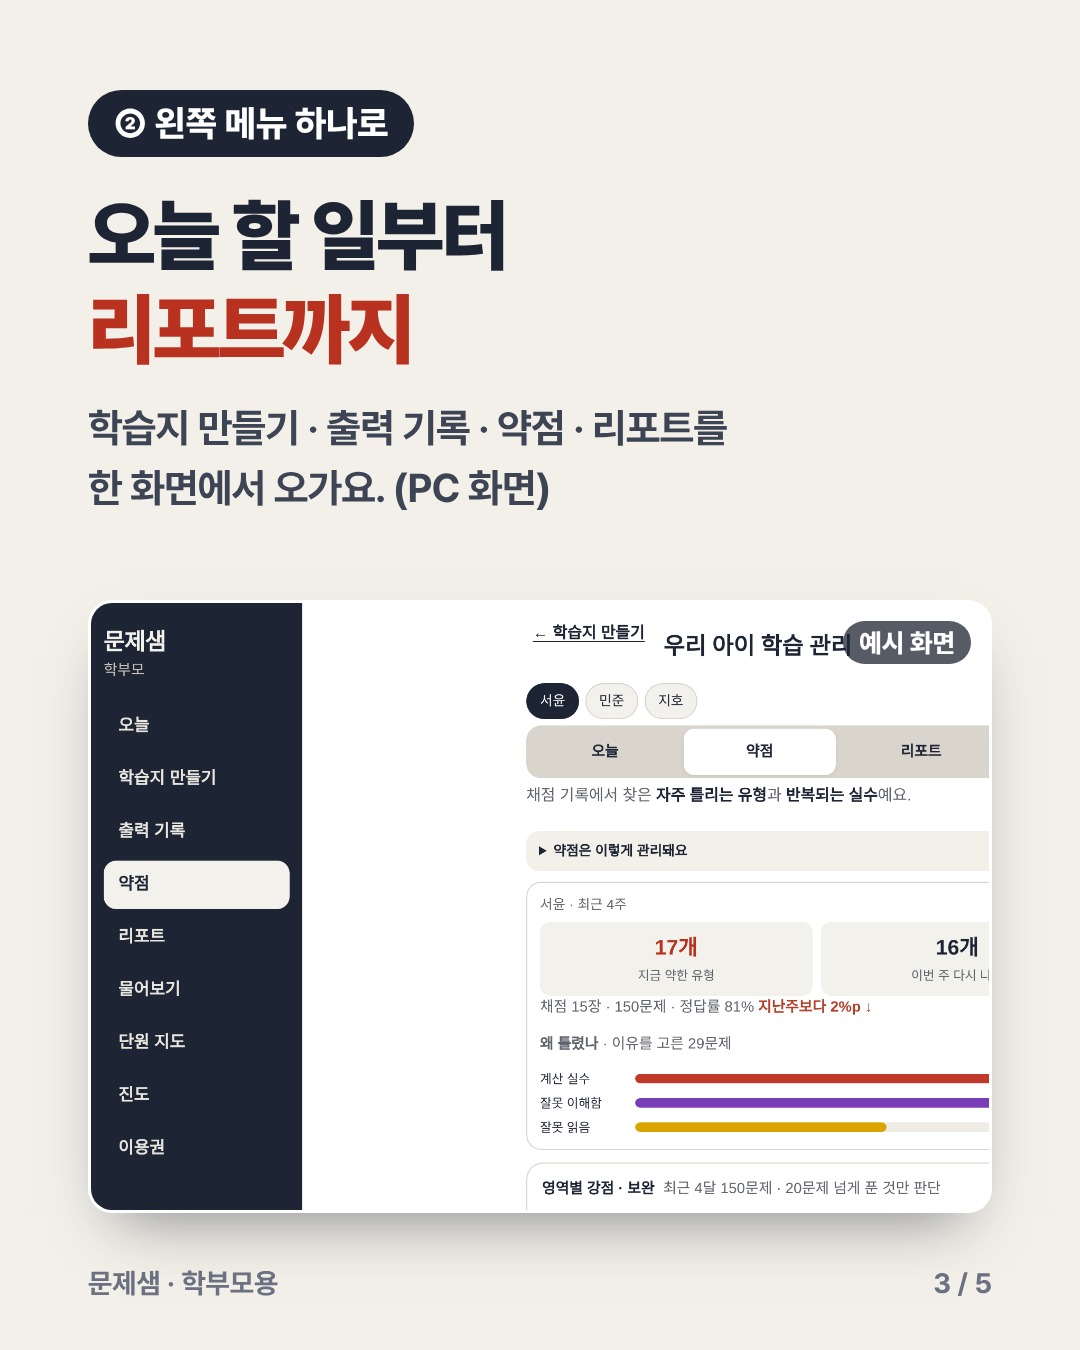 ❷ 왼쪽 메뉴 하나로
오늘 할 일부터
리포트까지
학습지 만들기 · 출력 기록 · 약점 · 리포트를
한 화면에서 오가요. (PC 화면)
문제샘
학부모
오늘
학습지 만들기
출력 기록
약점
리포트
물어보기
단원 지도
진도
이용권
← 학습지 만들기
우리 아이 학습 관리
예시 화면
서윤 민준 지호
오늘 약점 리포트
채점 기록에서 찾은 자주 틀리는 유형과 반복되는 실수예요.
▶ 약점은 이렇게 관리돼요
서윤 · 최근 4주
17개 16개
지금 약한 유형 이번 주 다시 
채점 15장 · 150문제 · 정답률 81% 지난주보다 2%p ↓
왜 틀렸나 · 이유를 고른 29문제
계산 실수
잘못 이해함
잘못 읽음
영역별 강점 · 보완 최근 4달 150문제 · 20문제 넘게 푼 것만 판단
문제샘 · 학부모용
3 / 5